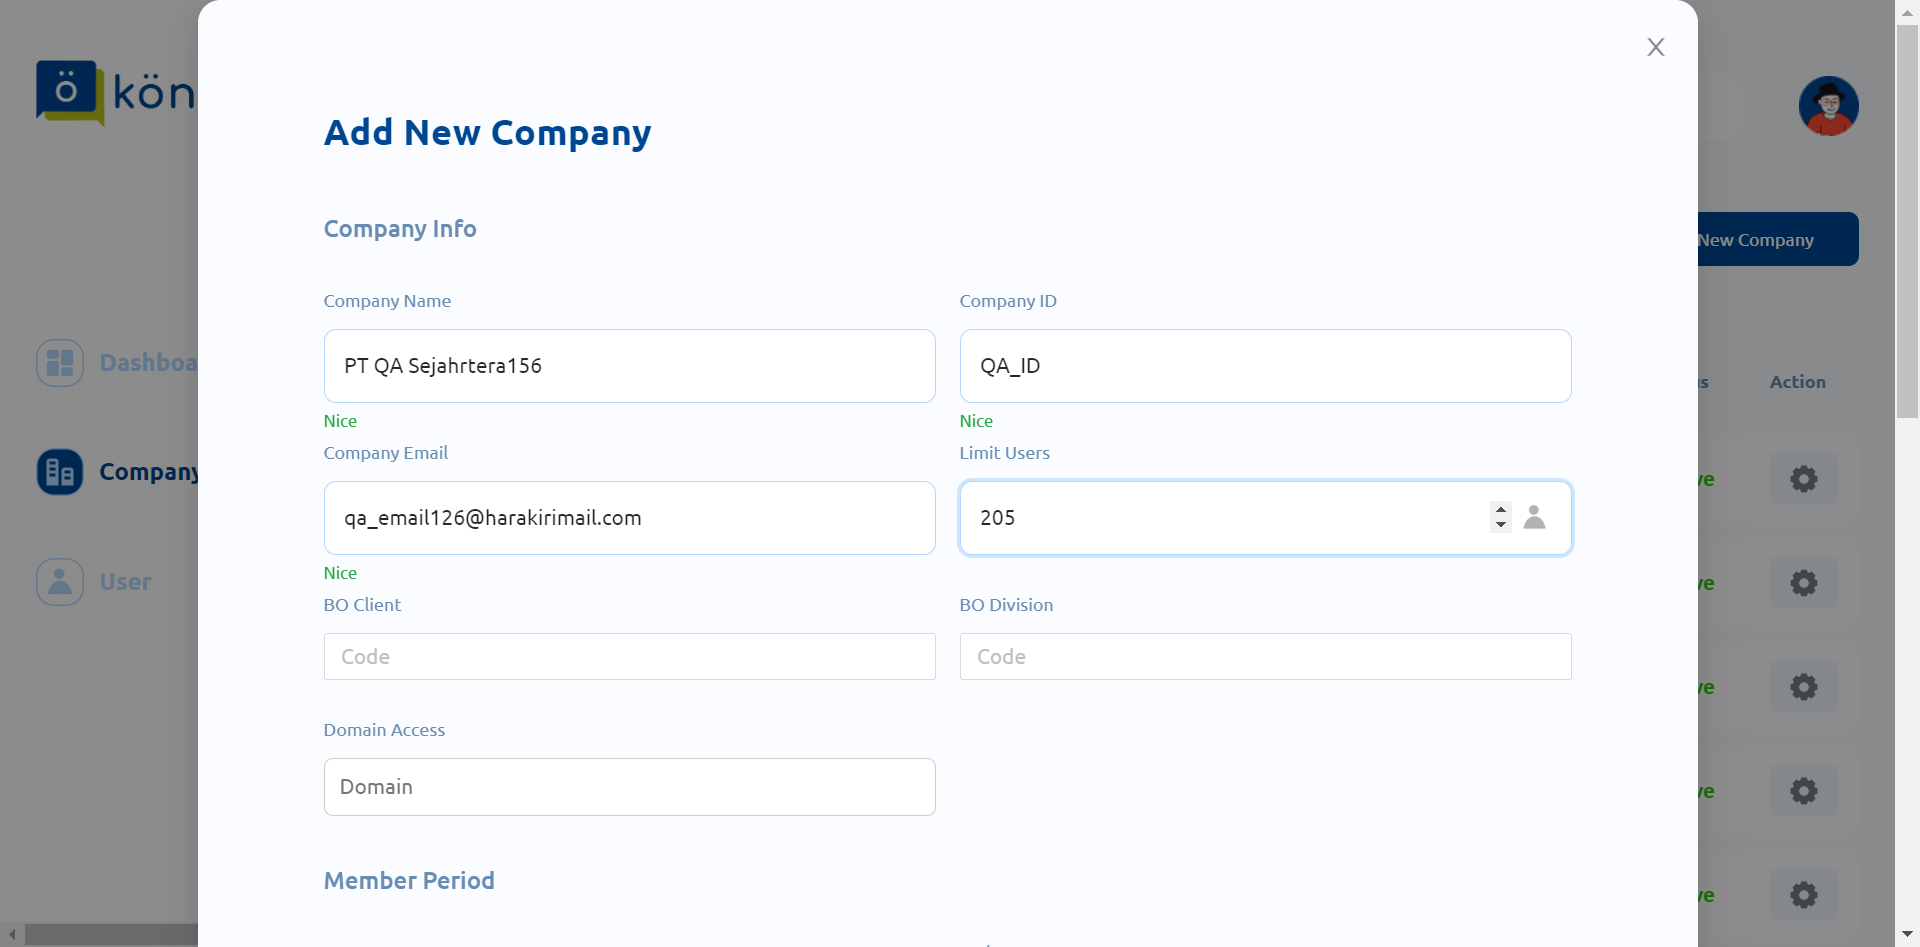 ö kön
Add New Company
Company Info
New Company
Company Name
Company ID
PT QA Sejahrtera156
QA_ID
Nice
Nice
Company Email
Limit Users
qa_email126@harakirimail.com
205
Nice
BO Client
BO Division
Code
Code
Domain Access
Domain
Member Period
Dashboa
Company
User
s
Action
ve
ve
ve
ve
ve